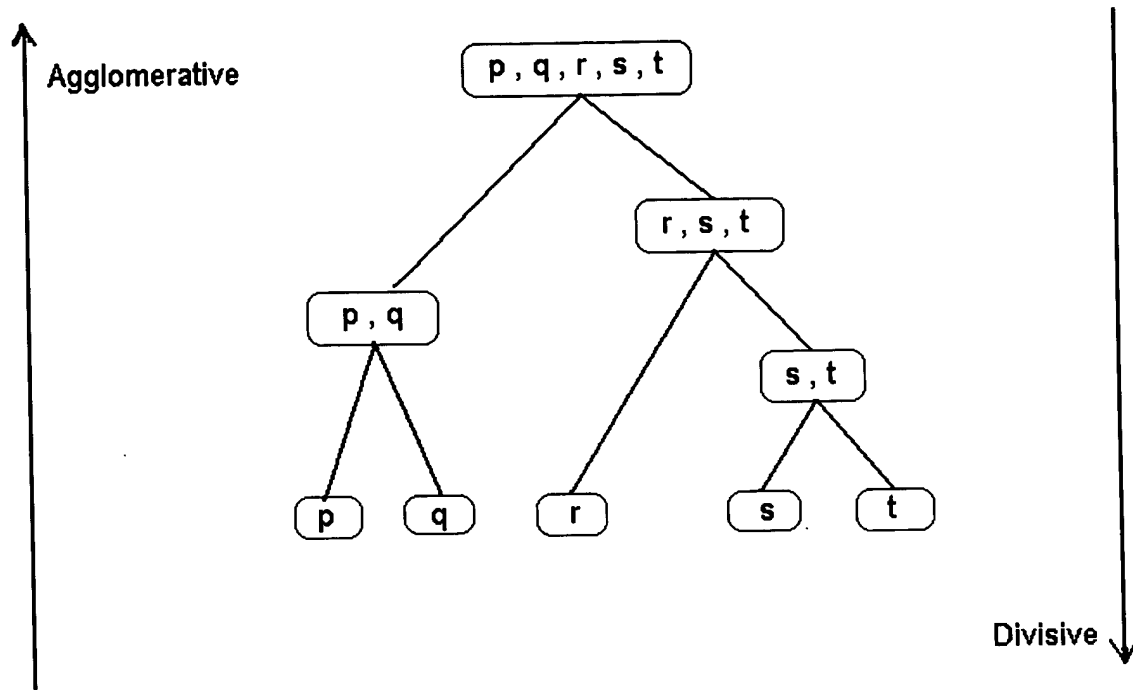 Agglomerative
p , q , r , s , t
r , s , t
p , q
s , t
p
q
r
s
t
Divisive